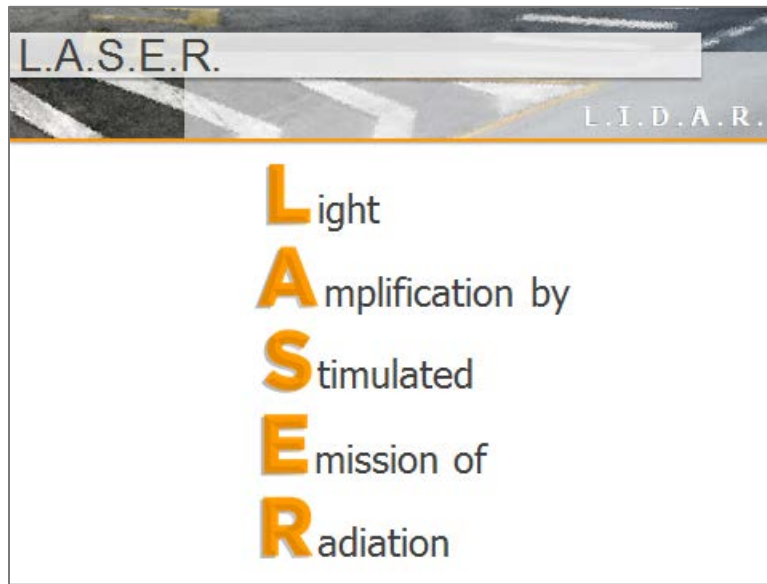 L.A.S.E.R.
L.I.D.A.R.
Light
Amplification by
Stimulated
Emission of
Radiation